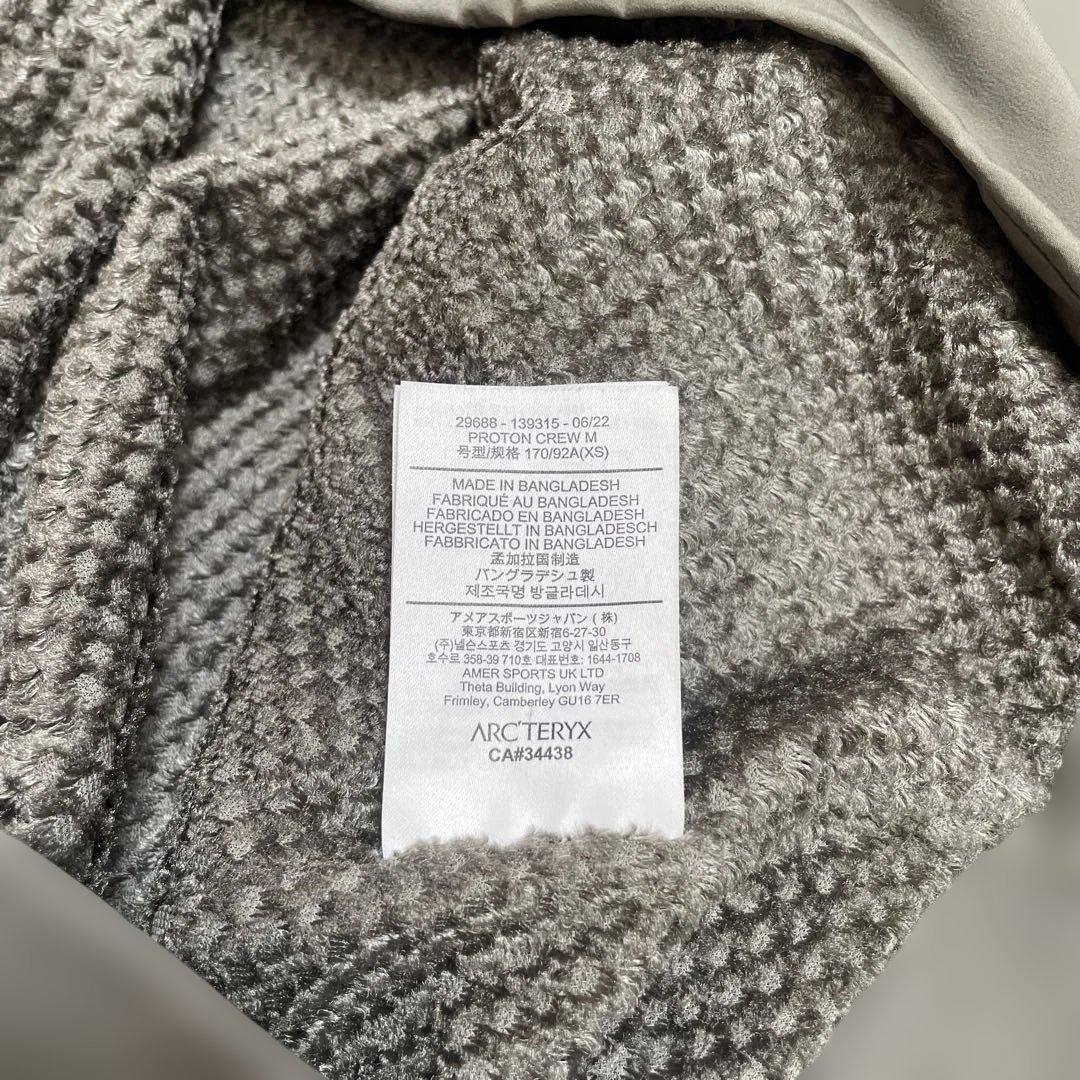 29688 - 139315 - 06/22
PROTON CREW M
号型/规格 170/92A(XS)
MADE IN BANGLADESH
FABRIQUÉ AU BANGLADESH
FABRICADO EN BANGLADESH
HERGESTELLT IN BANGLADESCH
FABBRICATO IN BANGLADESH
孟加拉国制造
バングラデシュ製
제조국명 방글라데시
アメアスポーツジャパン (株)
東京都新宿区新宿6-27-30
(주)넬슨스포츠 경기도 고양시 일산동구
호수로 358-39 710호 대표번호: 1644-1708
AMER SPORTS UK LTD
Theta Building, Lyon Way
Frimley, Camberley GU16 7ER
ARC'TERYX
CA#34438